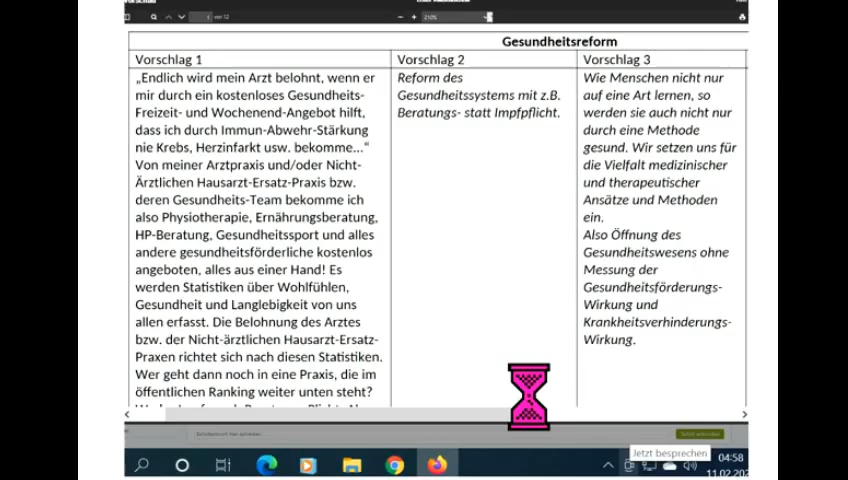 von 12
210%
Gesundheitsreform
Vorschlag 1
„Endlich wird mein Arzt belohnt, wenn er
mir durch ein kostenloses Gesundheits-
Freizeit- und Wochenend-Angebot hilft,
dass ich durch Immun-Abwehr-Stärkung
nie Krebs, Herzinfarkt usw. bekomme...“
Von meiner Arztpraxis und/oder Nicht-
Ärztlichen Hausarzt-Ersatz-Praxis bzw.
deren Gesundheits-Team bekomme ich
also Physiotherapie, Ernährungsberatung,
HP-Beratung, Gesundheitssport und alles
andere gesundheitsförderliche kostenlos
angeboten, alles aus einer Hand! Es
werden Statistiken über Wohlfühlen,
Gesundheit und Langlebigkeit von uns
allen erfasst. Die Belohnung des Arztes
bzw. der Nicht-ärztlichen Hausarzt-Ersatz-
Praxen richtet sich nach diesen Statistiken.
Wer geht dann noch in eine Praxis, die im
öffentlichen Ranking weiter unten steht?
Vorschlag 2
Reform des
Gesundheitssystems mit z.B.
Beratungs- statt Impfpflicht.
Vorschlag 3
Wie Menschen nicht nur
auf eine Art lernen, so
werden sie auch nicht nur
durch eine Methode
gesund. Wir setzen uns für
die Vielfalt medizinischer
und therapeutischer
Ansätze und Methoden
ein.
Also Öffnung des
Gesundheitswesens ohne
Messung der
Gesundheitsförderungs-
Wirkung und
Krankheitsverhinderungs-
Wirkung.
Jetzt besprechen
04:58
11.02.202